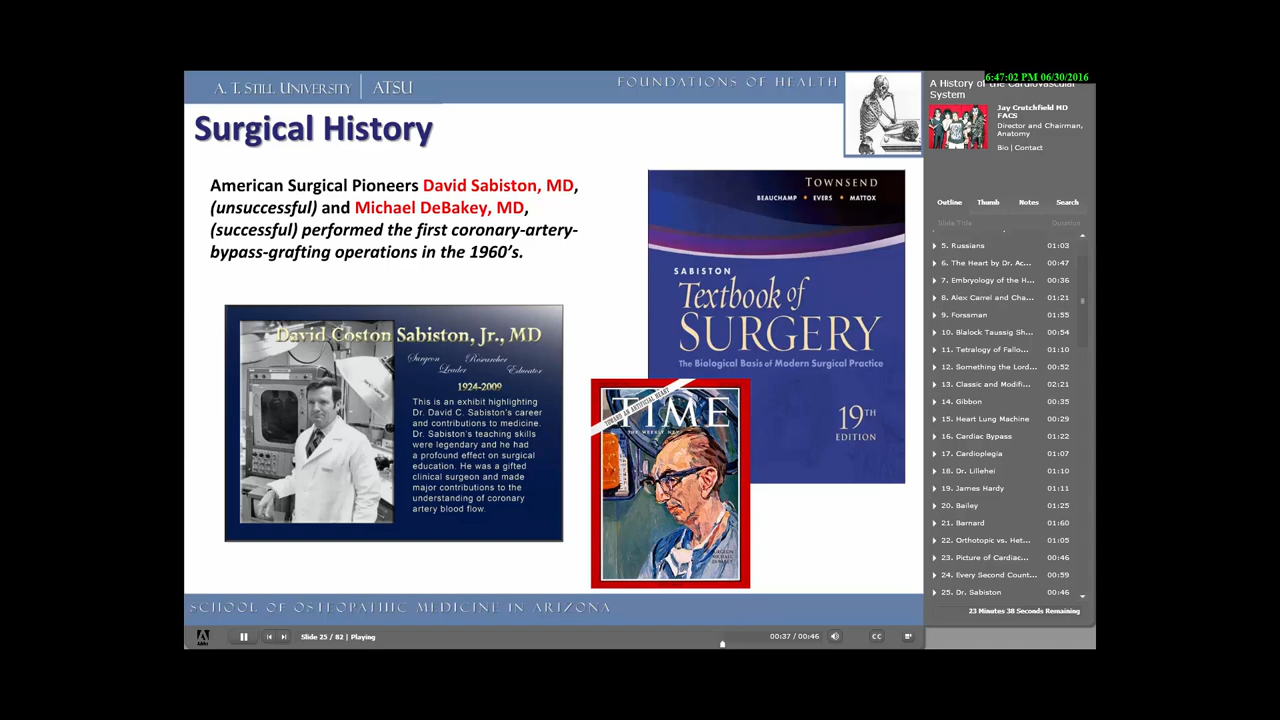 6:47:02 PM 06/30/2016
A. T. STILL UNIVERSITY | ATSU
FOUNDATIONS OF HEALTH
Surgical History
American Surgical Pioneers David Sabiston, MD,
(unsuccessful) and Michael DeBakey, MD,
(successful) performed the first coronary-artery-
bypass-grafting operations in the 1960's.
David Coston Sabiston, Jr., MD
Surgeon Researcher
Leader Educator
1924-2009
This is an exhibit highlighting
Dr. David C. Sabiston's career
and contributions to medicine.
Dr. Sabiston's teaching skills
were legendary and he had
a profound effect on surgical
education. He was a gifted
clinical surgeon and made
major contributions to the
understanding of coronary
artery blood flow.
TOWNSEND
BEAUCHAMP • EVERS • MATTOX
SABISTON
Textbook of
SURGERY
The Biological Basis of Modern Surgical Practice
19TH
EDITION
TOWARD AN ARTIFICIAL HEART
TIME
SURGEON
MICHAEL
DEBAKEY
SCHOOL OF OSTEOPATHIC MEDICINE IN ARIZONA
Slide 25 / 82 | Playing
00:37 / 00:46
CC
A History of the Cardiovascular
System
Jay Crutchfield MD
FACS
Director and Chairman,
Anatomy
Bio | Contact
Outline Thumb Notes Search
Slide Title Duration
5. Russians 01:03
6. The Heart by Dr. Ac... 00:47
7. Embryology of the H... 00:36
8. Alex Carrel and Cha... 01:21
9. Forssman 01:55
10. Blalock Taussig Sh... 00:54
11. Tetralogy of Fallo... 01:10
12. Something the Lord... 00:52
13. Classic and Modifi... 02:21
14. Gibbon 00:35
15. Heart Lung Machine 00:29
16. Cardiac Bypass 01:22
17. Cardioplegia 01:07
18. Dr. Lillehei 01:10
19. James Hardy 01:11
20. Bailey 01:25
21. Barnard 01:60
22. Orthotopic vs. Het... 01:05
23. Picture of Cardiac... 00:46
24. Every Second Count... 00:59
25. Dr. Sabiston 00:46
23 Minutes 38 Seconds Remaining